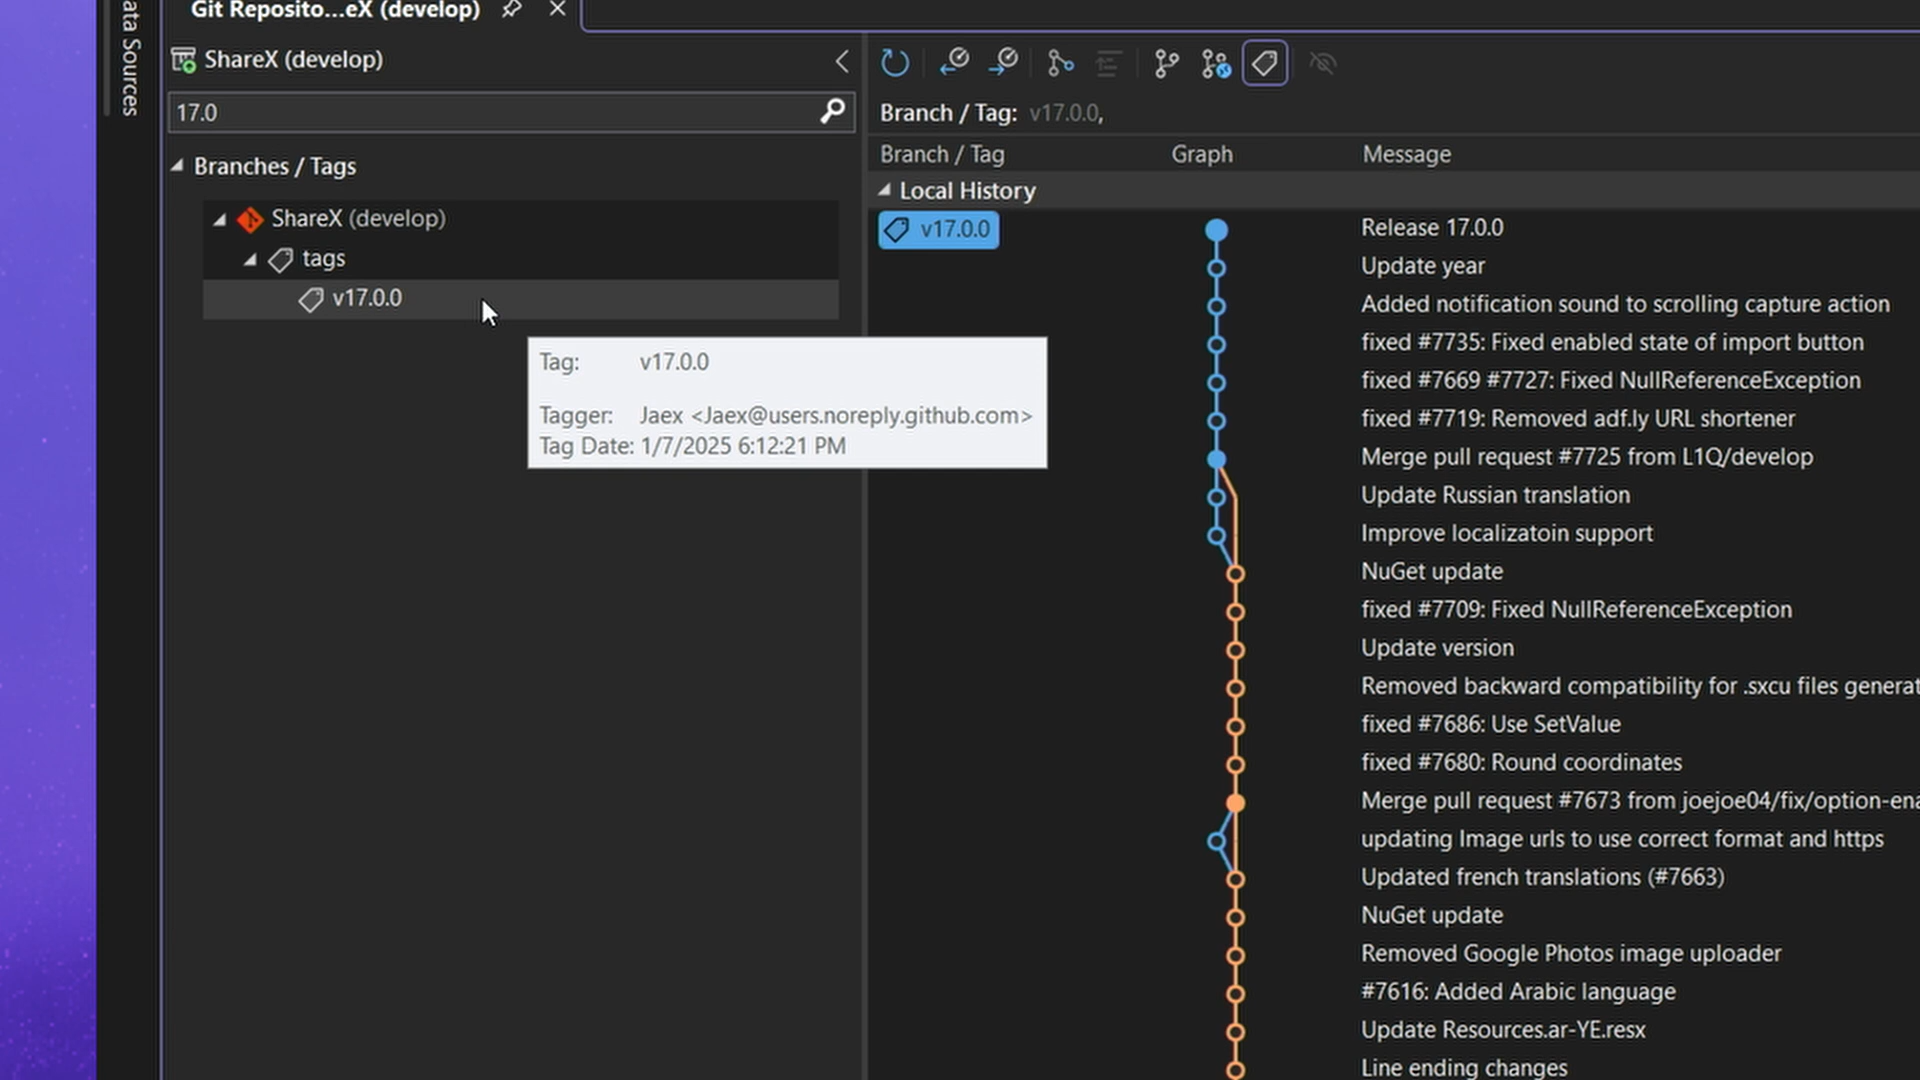 Git Reposito...eX (develop)
ata Sources
ShareX (develop)
17.0
Branches / Tags
ShareX (develop)
tags
v17.0.0
Tag: v17.0.0
Tagger: Jaex <Jaex@users.noreply.github.com>
Tag Date: 1/7/2025 6:12:21 PM
Branch / Tag: v17.0.0,
Branch / Tag Graph Message
Local History
v17.0.0 Release 17.0.0
Update year
Added notification sound to scrolling capture action
fixed #7735: Fixed enabled state of import button
fixed #7669 #7727: Fixed NullReferenceException
fixed #7719: Removed adf.ly URL shortener
Merge pull request #7725 from L1Q/develop
Update Russian translation
Improve localizatoin support
NuGet update
fixed #7709: Fixed NullReferenceException
Update version
Removed backward compatibility for .sxcu files generat
fixed #7686: Use SetValue
fixed #7680: Round coordinates
Merge pull request #7673 from joejoe04/fix/option-ena
updating Image urls to use correct format and https
Updated french translations (#7663)
NuGet update
Removed Google Photos image uploader
#7616: Added Arabic language
Update Resources.ar-YE.resx
Line ending changes